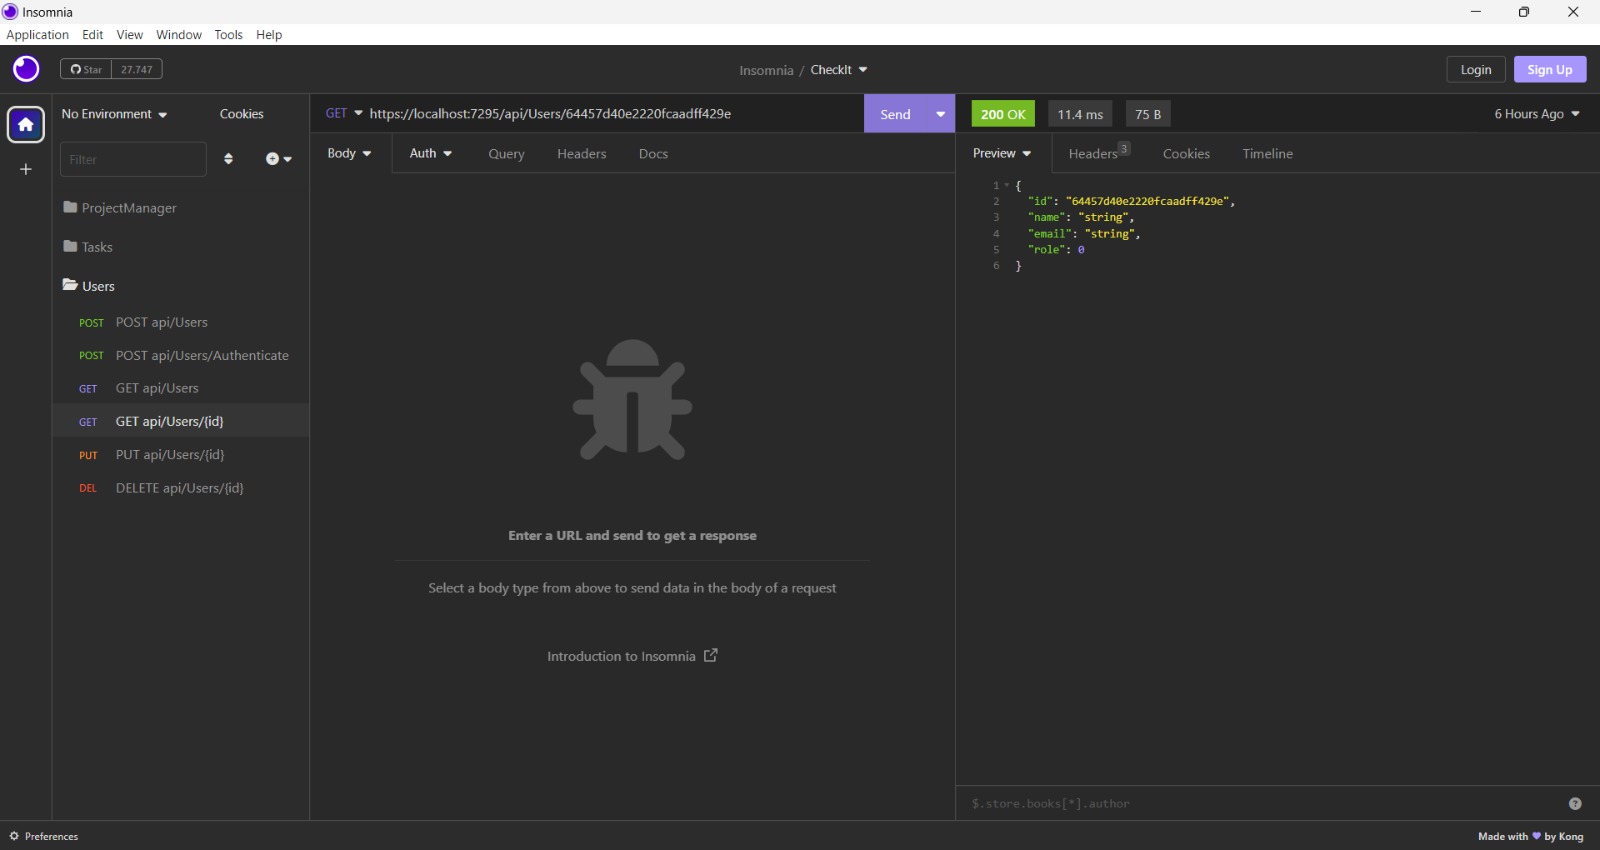 Insomnia
Application Edit View Window Tools Help
Star 27.747
Insomnia / CheckIt
Login Sign Up
No Environment Cookies
Filter
ProjectManager
Tasks
Users
POST POST api/Users
POST POST api/Users/Authenticate
GET GET api/Users
GET GET api/Users/{id}
PUT PUT api/Users/{id}
DEL DELETE api/Users/{id}
GET https://localhost:7295/api/Users/64457d40e2220fcaadff429e Send
Body Auth Query Headers Docs
Enter a URL and send to get a response
Select a body type from above to send data in the body of a request
Introduction to Insomnia
200 OK 11.4 ms 75 B 6 Hours Ago
Preview Headers 3 Cookies Timeline
1 {
2 "id": "64457d40e2220fcaadff429e",
3 "name": "string",
4 "email": "string",
5 "role": 0
6 }
$.store.books[*].author ?
Preferences
Made with 💜 by Kong